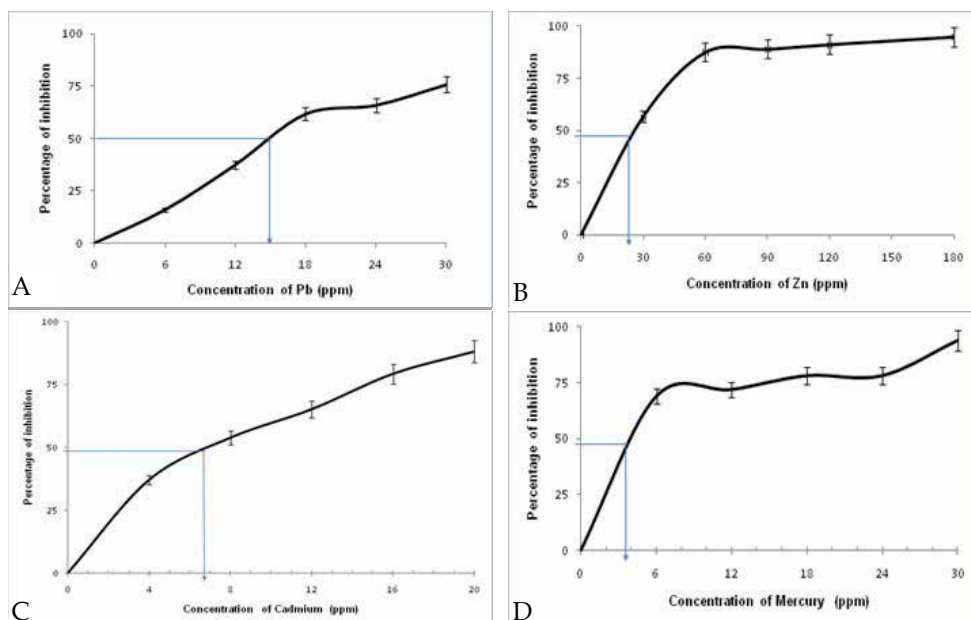 100
75
50
25
0
0 6 12 18 24 30
Percentage of inhibition
Concentration of Pb (ppm)
A
100
75
50
25
0
0 30 60 90 120 150 180
Percentage of inhibition
Concentration of Zn (ppm)
B
100
75
50
25
0
0 4 8 12 16 20
Percentage of inhibition
Concentration of Cadmium (ppm)
C
100
75
50
25
0
0 6 12 18 24 30
Percentage of inhibition
Concentration of Mercury (ppm)
D